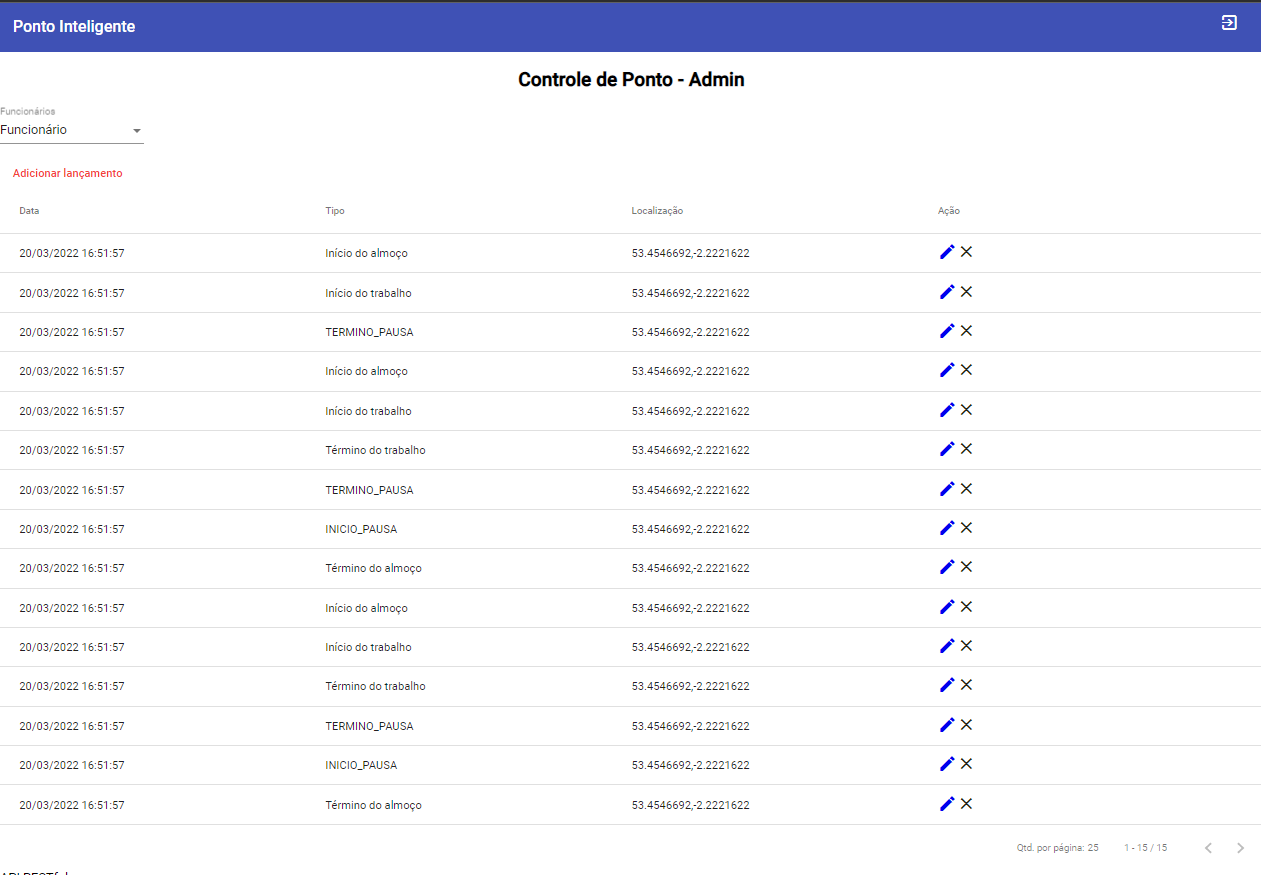 Ponto Inteligente
Controle de Ponto - Admin
Funcionários
Funcionário
Adicionar lançamento
Data Tipo Localização Ação
20/03/2022 16:51:57 Início do almoço 53.4546692,-2.2221622
20/03/2022 16:51:57 Início do trabalho 53.4546692,-2.2221622
20/03/2022 16:51:57 TERMINO_PAUSA 53.4546692,-2.2221622
20/03/2022 16:51:57 Início do almoço 53.4546692,-2.2221622
20/03/2022 16:51:57 Início do trabalho 53.4546692,-2.2221622
20/03/2022 16:51:57 Término do trabalho 53.4546692,-2.2221622
20/03/2022 16:51:57 TERMINO_PAUSA 53.4546692,-2.2221622
20/03/2022 16:51:57 INICIO_PAUSA 53.4546692,-2.2221622
20/03/2022 16:51:57 Término do almoço 53.4546692,-2.2221622
20/03/2022 16:51:57 Início do almoço 53.4546692,-2.2221622
20/03/2022 16:51:57 Início do trabalho 53.4546692,-2.2221622
20/03/2022 16:51:57 Término do trabalho 53.4546692,-2.2221622
20/03/2022 16:51:57 TERMINO_PAUSA 53.4546692,-2.2221622
20/03/2022 16:51:57 INICIO_PAUSA 53.4546692,-2.2221622
20/03/2022 16:51:57 Término do almoço 53.4546692,-2.2221622
Qtd. por página: 25 1 - 15 / 15